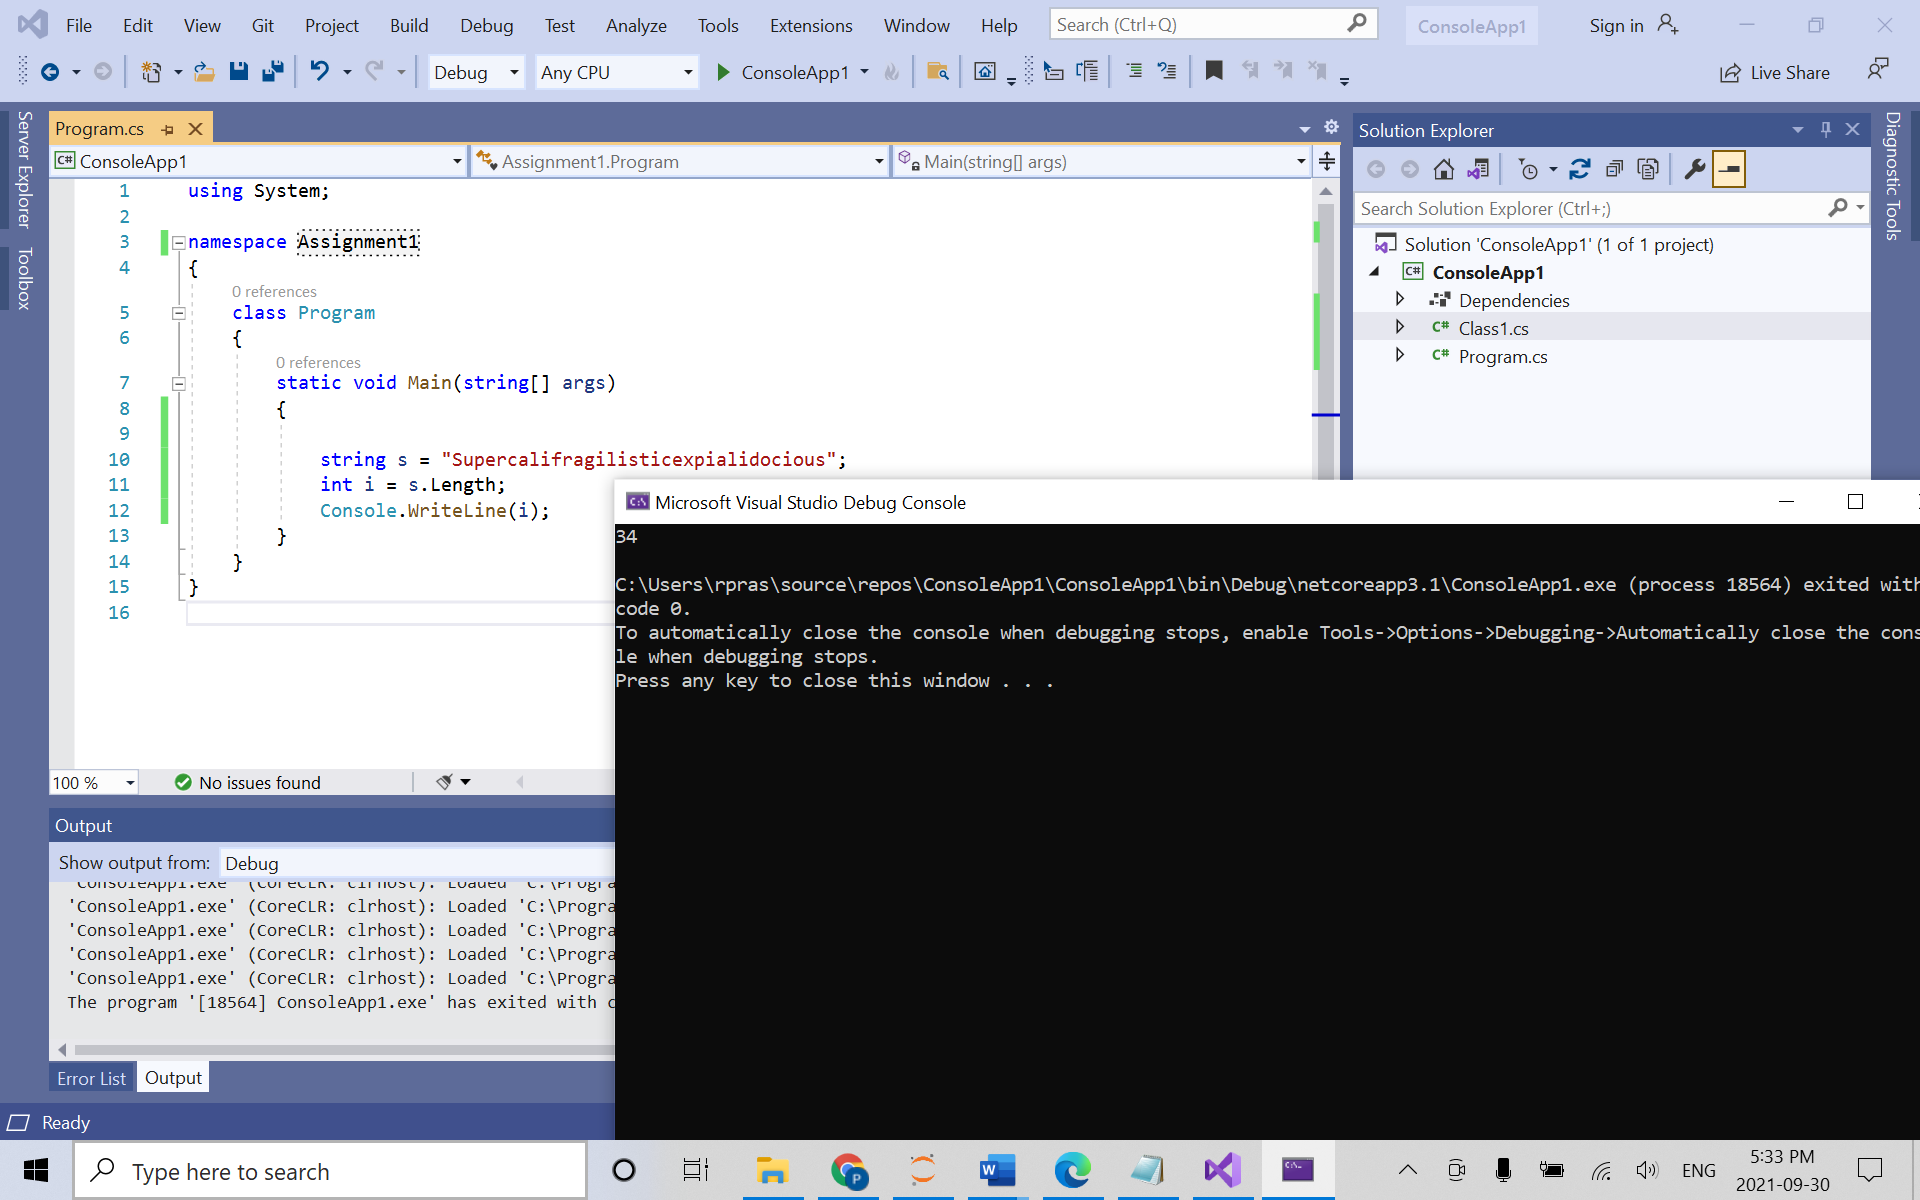 File Edit View Git Project Build Debug Test Analyze Tools Extensions Window Help Search (Ctrl+Q) ConsoleApp1 Sign in
Debug Any CPU ConsoleApp1 Live Share
Server Explorer
Toolbox
Program.cs
ConsoleApp1 Assignment1.Program Main(string[] args)
1 using System;
2
3 namespace Assignment1
4 {
0 references
5 class Program
6 {
0 references
7 static void Main(string[] args)
8 {
9
10 string s = "Supercalifragilisticexpialidocious";
11 int i = s.Length;
12 Console.WriteLine(i);
13 }
14 }
15 }
16
100 % No issues found
Solution Explorer
Search Solution Explorer (Ctrl+;)
Solution 'ConsoleApp1' (1 of 1 project)
C# ConsoleApp1
Dependencies
C# Class1.cs
C# Program.cs
Diagnostic Tools
Microsoft Visual Studio Debug Console
34
C:\Users\rpras\source\repos\ConsoleApp1\ConsoleApp1\bin\Debug\netcoreapp3.1\ConsoleApp1.exe (process 18564) exited with
code 0.
To automatically close the console when debugging stops, enable Tools->Options->Debugging->Automatically close the cons
le when debugging stops.
Press any key to close this window . . .
Output
Show output from: Debug
'ConsoleApp1.exe' (CoreCLR: clrhost): Loaded 'C:\Progra
'ConsoleApp1.exe' (CoreCLR: clrhost): Loaded 'C:\Progra
'ConsoleApp1.exe' (CoreCLR: clrhost): Loaded 'C:\Progra
'ConsoleApp1.exe' (CoreCLR: clrhost): Loaded 'C:\Progra
'ConsoleApp1.exe' (CoreCLR: clrhost): Loaded 'C:\Progra
The program '[18564] ConsoleApp1.exe' has exited with c
Error List Output
Ready
Type here to search
ENG
5:33 PM
2021-09-30